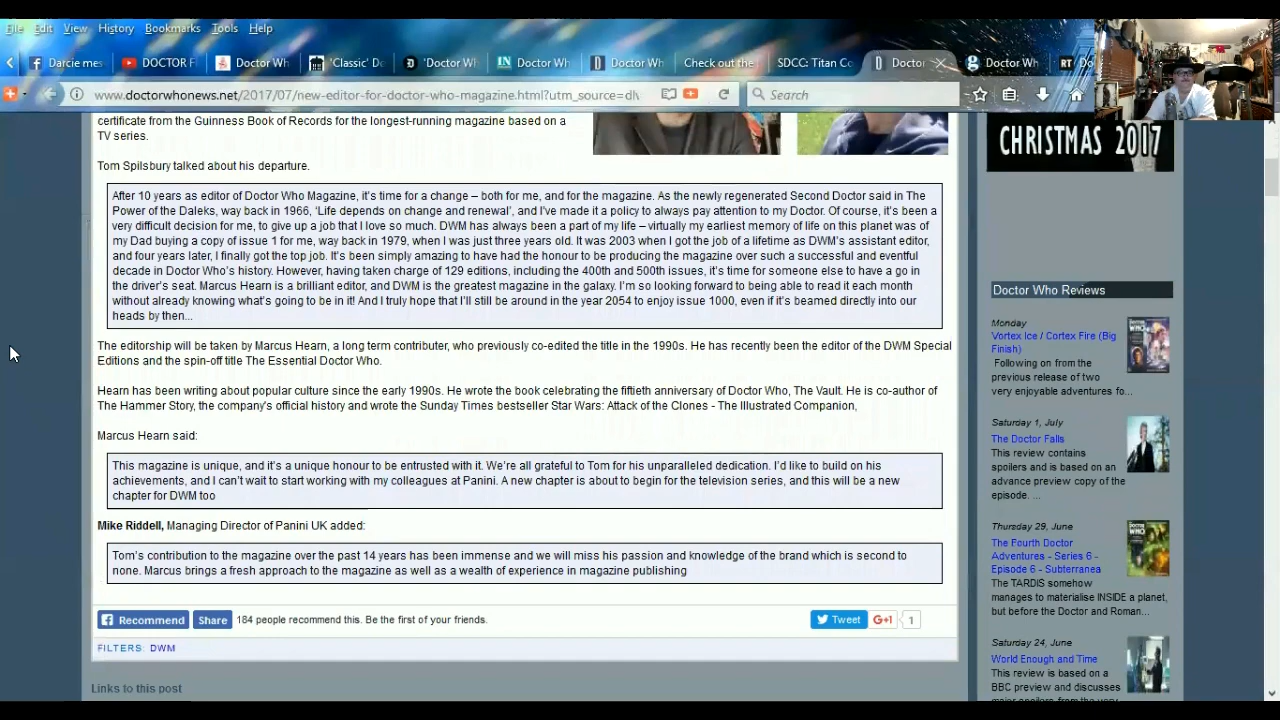 File Edit View History Bookmarks Tools Help
Darcie mes
DOCTOR F
Doctor Wh
'Classic' Do
'Doctor Wh
Doctor Wh
Doctor Wh
Check out the
SDCC: Titan Co
Doctor
Doctor Wh
Do
www.doctorwhonews.net/2017/07/new-editor-for-doctor-who-magazine.html?utm_source=dlv
Search
certificate from the Guinness Book of Records for the longest-running magazine based on a
TV series.
Tom Spilsbury talked about his departure.
After 10 years as editor of Doctor Who Magazine, it's time for a change – both for me, and for the magazine. As the newly regenerated Second Doctor said in The
Power of the Daleks, way back in 1966, 'Life depends on change and renewal', and I've made it a policy to always pay attention to my Doctor. Of course, it's been a
very difficult decision for me, to give up a job that I love so much. DWM has always been a part of my life – virtually my earliest memory of life on this planet was of
my Dad buying a copy of issue 1 for me, way back in 1979, when I was just three years old. It was 2003 when I got the job of a lifetime as DWM's assistant editor,
and four years later, I finally got the top job. It's been simply amazing to have had the honour to be producing the magazine over such a successful and eventful
decade in Doctor Who's history. However, having taken charge of 129 editions, including the 400th and 500th issues, it's time for someone else to have a go in
the driver's seat. Marcus Hearn is a brilliant editor, and DWM is the greatest magazine in the galaxy. I'm so looking forward to being able to read it each month
without already knowing what's going to be in it! And I truly hope that I'll still be around in the year 2054 to enjoy issue 1000, even if it's beamed directly into our
heads by then...
The editorship will be taken by Marcus Hearn, a long term contributer, who previously co-edited the title in the 1990s. He has recently been the editor of the DWM Special
Editions and the spin-off title The Essential Doctor Who.
Hearn has been writing about popular culture since the early 1990s. He wrote the book celebrating the fiftieth anniversary of Doctor Who, The Vault. He is co-author of
The Hammer Story, the company's official history and wrote the Sunday Times bestseller Star Wars: Attack of the Clones - The Illustrated Companion,
Marcus Hearn said:
This magazine is unique, and it's a unique honour to be entrusted with it. We're all grateful to Tom for his unparalleled dedication. I'd like to build on his
achievements, and I can't wait to start working with my colleagues at Panini. A new chapter is about to begin for the television series, and this will be a new
chapter for DWM too
Mike Riddell, Managing Director of Panini UK added:
Tom's contribution to the magazine over the past 14 years has been immense and we will miss his passion and knowledge of the brand which is second to
none. Marcus brings a fresh approach to the magazine as well as a wealth of experience in magazine publishing
Recommend Share 184 people recommend this. Be the first of your friends.
Tweet G+1 1
FILTERS: DWM
Links to this post
CHRISTMAS 2017
Doctor Who Reviews
Monday
Vortex Ice / Cortex Fire (Big
Finish)
Following on from the
previous release of two
very enjoyable adventures fo...
Saturday 1, July
The Doctor Falls
This review contains
spoilers and is based on an
advance preview copy of the
episode. ...
Thursday 29, June
The Fourth Doctor
Adventures - Series 6 -
Episode 6 - Subterranea
The TARDIS somehow
manages to materialise INSIDE a planet,
but before the Doctor and Roman...
Saturday 24, June
World Enough and Time
This review is based on a
BBC preview and discusses